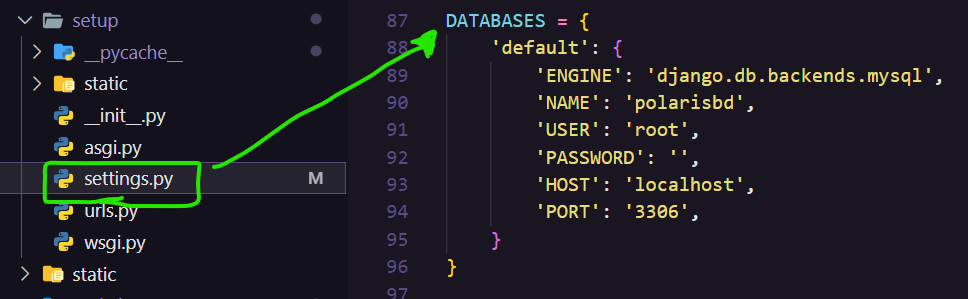 setup
__pycache__
static
__init__.py
asgi.py
settings.py M
urls.py
wsgi.py
static
87 DATABASES = {
88 'default': {
89 'ENGINE': 'django.db.backends.mysql',
90 'NAME': 'polarisbd',
91 'USER': 'root',
92 'PASSWORD': '',
93 'HOST': 'localhost',
94 'PORT': '3306',
95 }
96 }
97